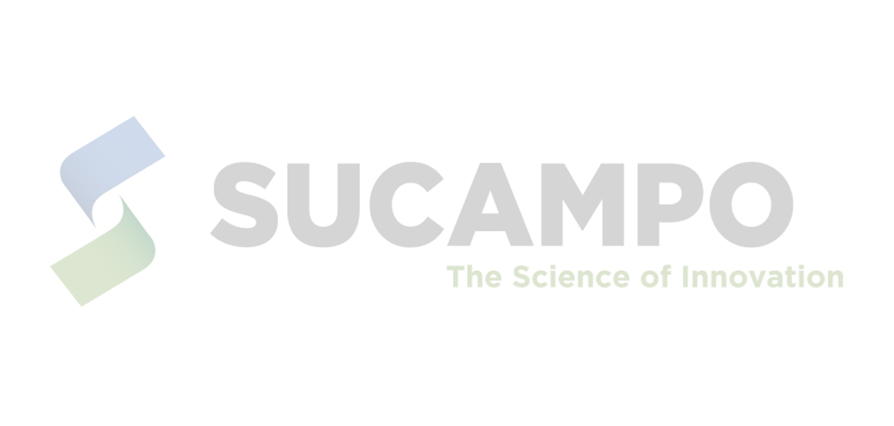 SUCAMPO
The Science of Innovation